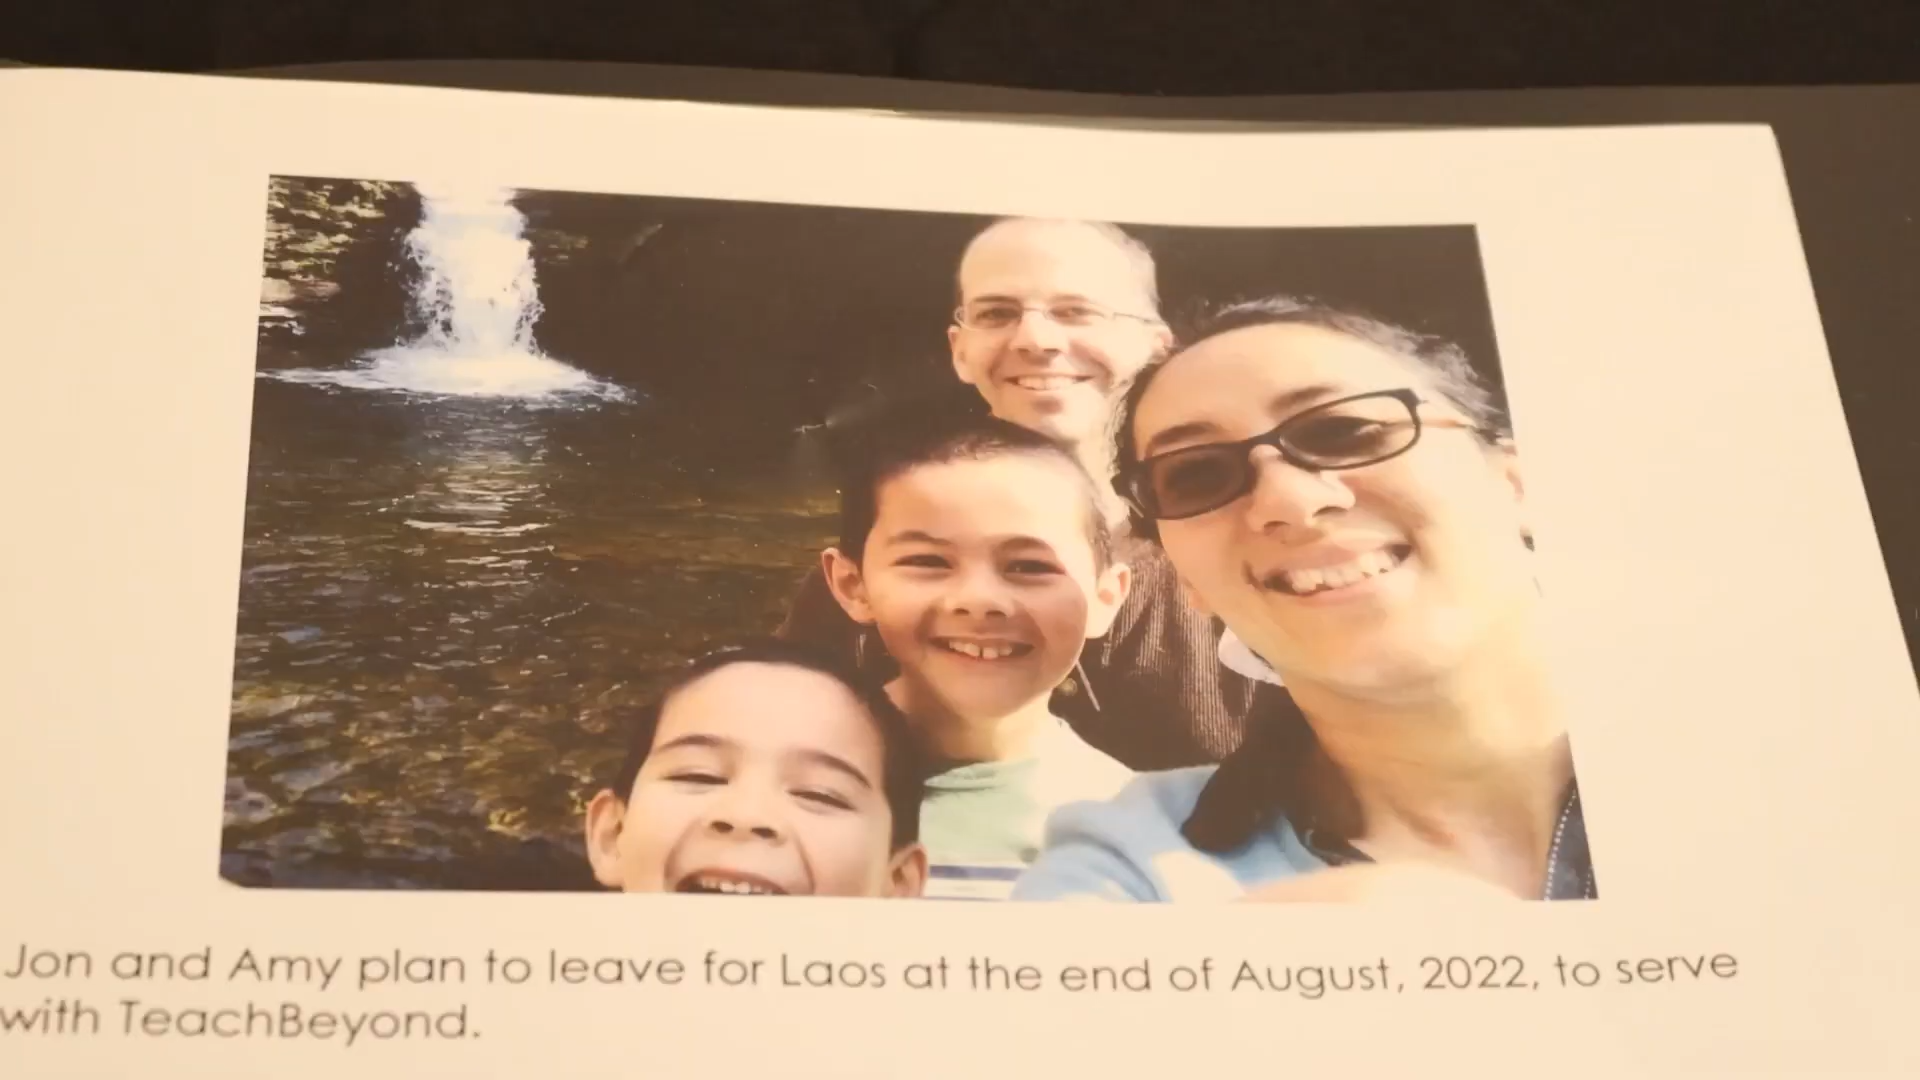 Jon and Amy plan to leave for Laos at the end of August, 2022, to serve
with TeachBeyond.